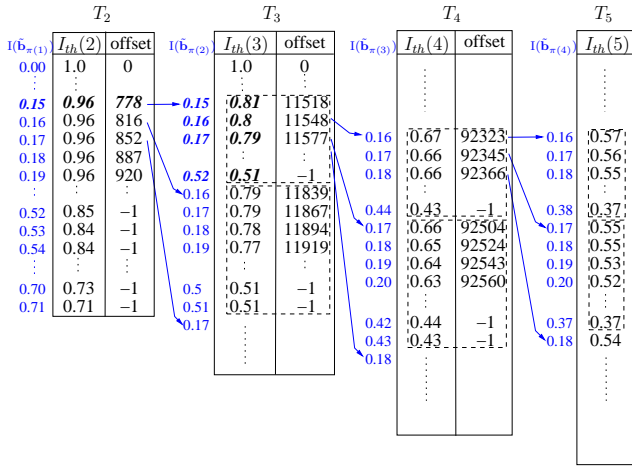 T2 T3 T4 T5
I(b̃π(1)) Ith(2) offset I(b̃π(2)) Ith(3) offset I(b̃π(3)) Ith(4) offset I(b̃π(4)) Ith(5)
0.00 1.0 0 1.0 0
0.15 0.96 778 0.15 0.81 11518
0.16 0.96 816 0.16 0.8 11548
0.17 0.96 852 0.17 0.79 11577 0.16 0.67 92323 0.16 0.57
0.18 0.96 887 0.17 0.66 92345 0.17 0.56
0.19 0.96 920 0.52 0.51 −1 0.18 0.66 92366 0.18 0.55
0.16 0.79 11839
0.52 0.85 −1 0.17 0.79 11867 0.44 0.43 −1 0.38 0.37
0.53 0.84 −1 0.18 0.78 11894 0.17 0.66 92504 0.17 0.55
0.54 0.84 −1 0.19 0.77 11919 0.18 0.65 92524 0.18 0.55
0.19 0.64 92543 0.19 0.53
0.70 0.73 −1 0.5 0.51 −1 0.20 0.63 92560 0.20 0.52
0.71 0.71 −1 0.51 0.51 −1
0.17 0.42 0.44 −1 0.37 0.37
0.43 0.43 −1 0.18 0.54
0.18